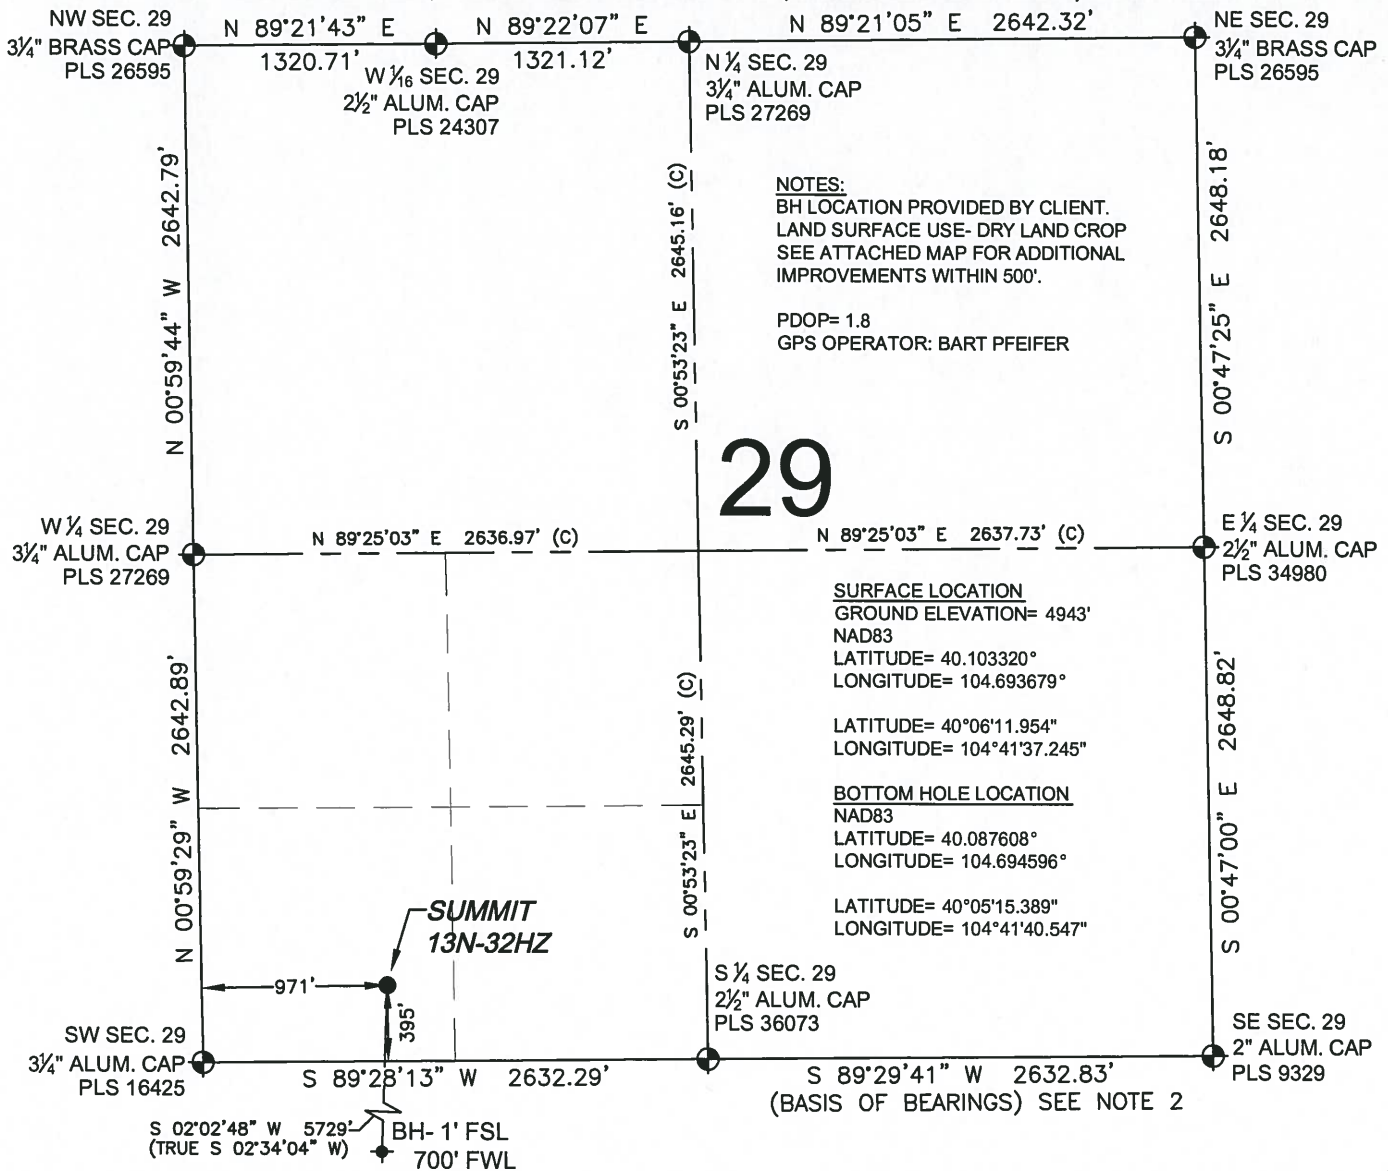 NW SEC. 29
3¼" BRASS CAP
PLS 26595
N 89°21'43" E
1320.71'
W 1⁄16 SEC. 29
2½" ALUM. CAP
PLS 24307
N 89°22'07" E
1321.12'
N ¼ SEC. 29
3¼" ALUM. CAP
PLS 27269
N 89°21'05" E 2642.32'
NE SEC. 29
3¼" BRASS CAP
PLS 26595
N 00°59'44" W 2642.79'
S 00°53'23" E 2645.16' (C)
NOTES:
BH LOCATION PROVIDED BY CLIENT.
LAND SURFACE USE- DRY LAND CROP
SEE ATTACHED MAP FOR ADDITIONAL
IMPROVEMENTS WITHIN 500'.
PDOP= 1.8
GPS OPERATOR: BART PFEIFER
S 00°47'25" E 2648.18'
29
W ¼ SEC. 29
3¼" ALUM. CAP
PLS 27269
N 89°25'03" E 2636.97' (C)
N 89°25'03" E 2637.73' (C)
E ¼ SEC. 29
2½" ALUM. CAP
PLS 34980
N 00°59'29" W 2642.89'
S 00°53'23" E 2645.29' (C)
SURFACE LOCATION
GROUND ELEVATION= 4943'
NAD83
LATITUDE= 40.103320°
LONGITUDE= 104.693679°
LATITUDE= 40°06'11.954"
LONGITUDE= 104°41'37.245"
BOTTOM HOLE LOCATION
NAD83
LATITUDE= 40.087608°
LONGITUDE= 104.694596°
LATITUDE= 40°05'15.389"
LONGITUDE= 104°41'40.547"
S 00°47'00" E 2648.82'
SUMMIT
13N-32HZ
971'
395'
SW SEC. 29
3¼" ALUM. CAP
PLS 16425
S ¼ SEC. 29
2½" ALUM. CAP
PLS 36073
SE SEC. 29
2" ALUM. CAP
PLS 9329
S 89°28'13" W 2632.29'
S 89°29'41" W 2632.83'
(BASIS OF BEARINGS) SEE NOTE 2
S 02°02'48" W 5729'
(TRUE S 02°34'04" W)
BH- 1' FSL
700' FWL